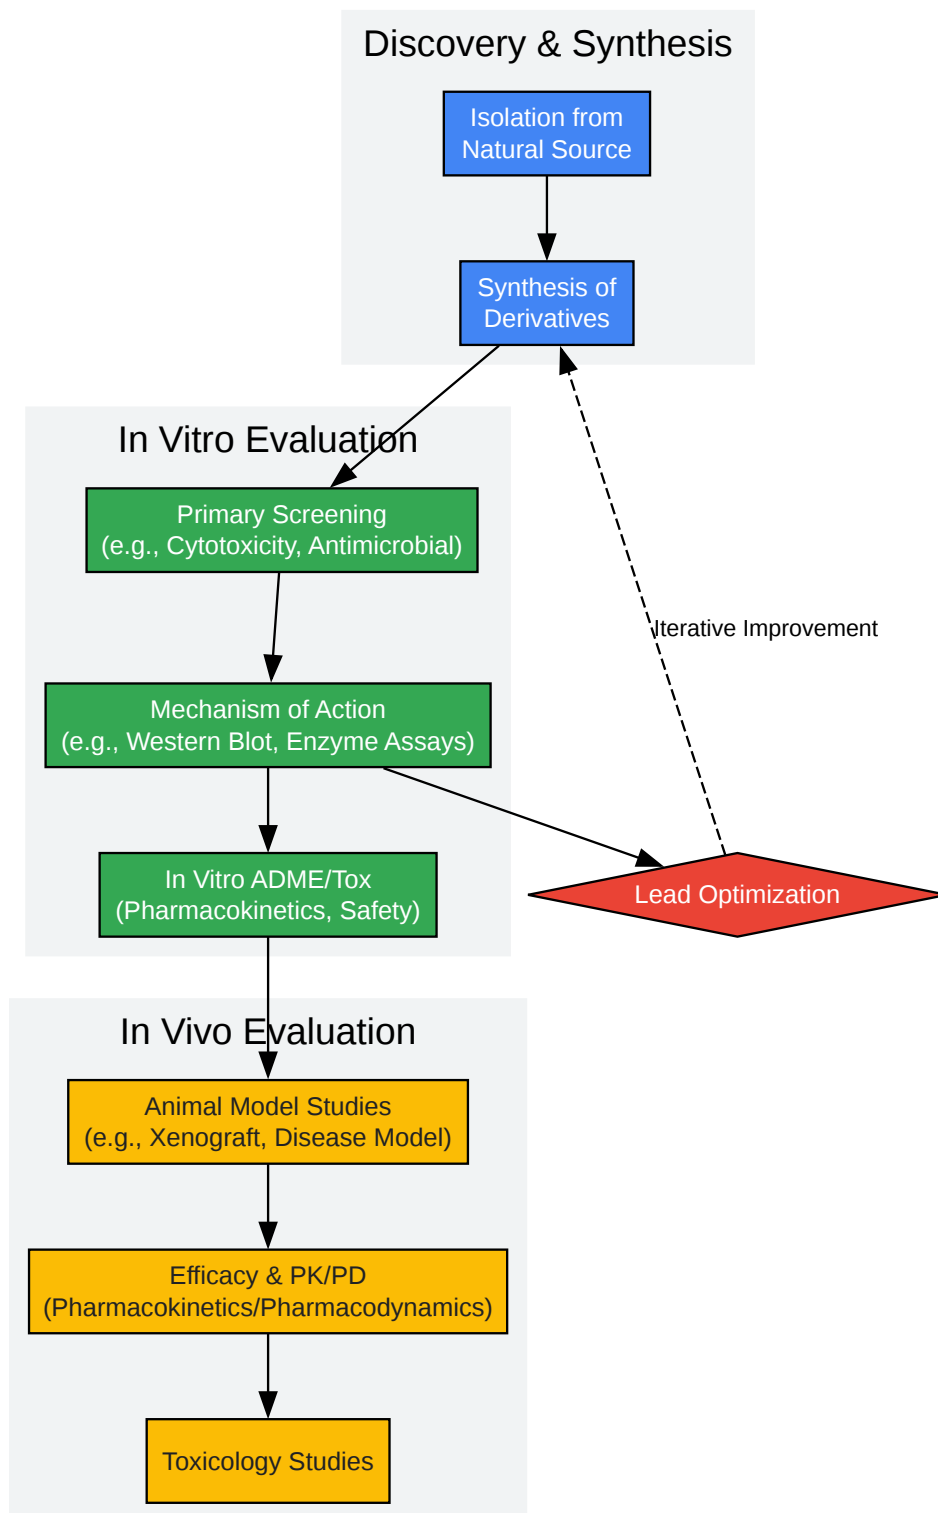 Discovery & Synthesis
Isolation from
Natural Source
Synthesis of
Derivatives
In Vitro Evaluation
Primary Screening
(e.g., Cytotoxicity, Antimicrobial)
Iterative Improvement
Mechanism of Action
(e.g., Western Blot, Enzyme Assays)
In Vitro ADME/Tox
(Pharmacokinetics, Safety)
Lead Optimization
In Vivo Evaluation
Animal Model Studies
(e.g., Xenograft, Disease Model)
Efficacy & PK/PD
(Pharmacokinetics/Pharmacodynamics)
Toxicology Studies